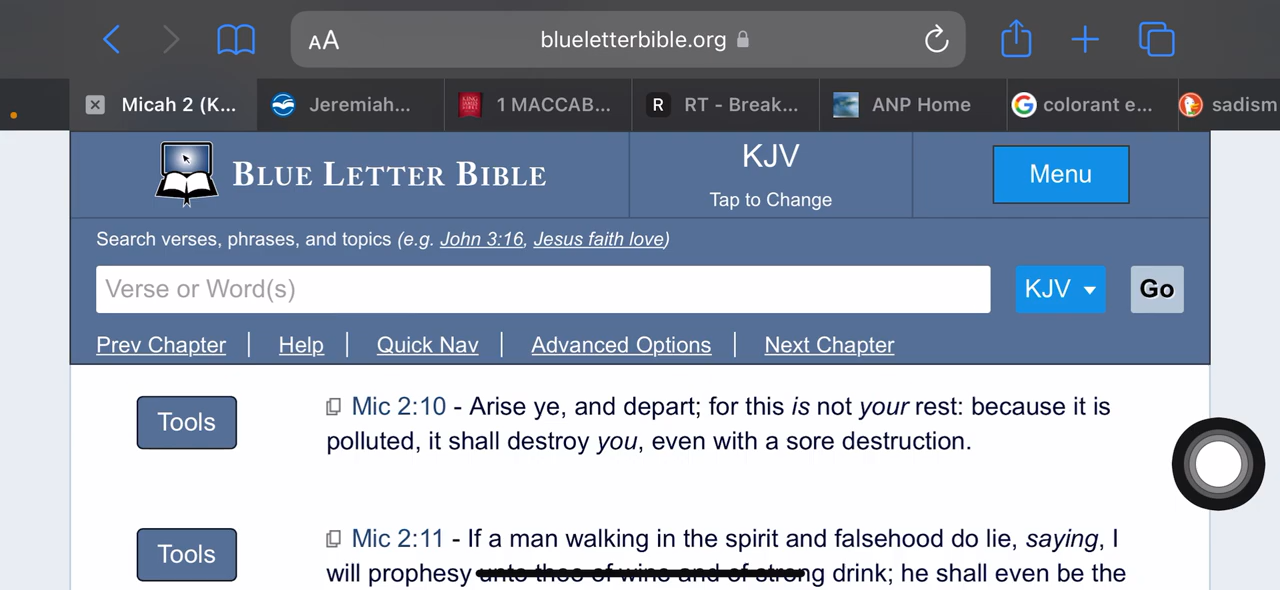 AA blueletterbible.org
Micah 2 (K... Jeremiah... 1 MACCAB... RT - Break... ANP Home colorant e... sadism
BLUE LETTER BIBLE
KJV
Tap to Change
Menu
Search verses, phrases, and topics (e.g. John 3:16, Jesus faith love)
Verse or Word(s) KJV Go
Prev Chapter | Help | Quick Nav | Advanced Options | Next Chapter
Tools
Mic 2:10 - Arise ye, and depart; for this is not your rest: because it is
polluted, it shall destroy you, even with a sore destruction.
Tools
Mic 2:11 - If a man walking in the spirit and falsehood do lie, saying, I
will prophesy unto thee of wine and of strong drink; he shall even be the